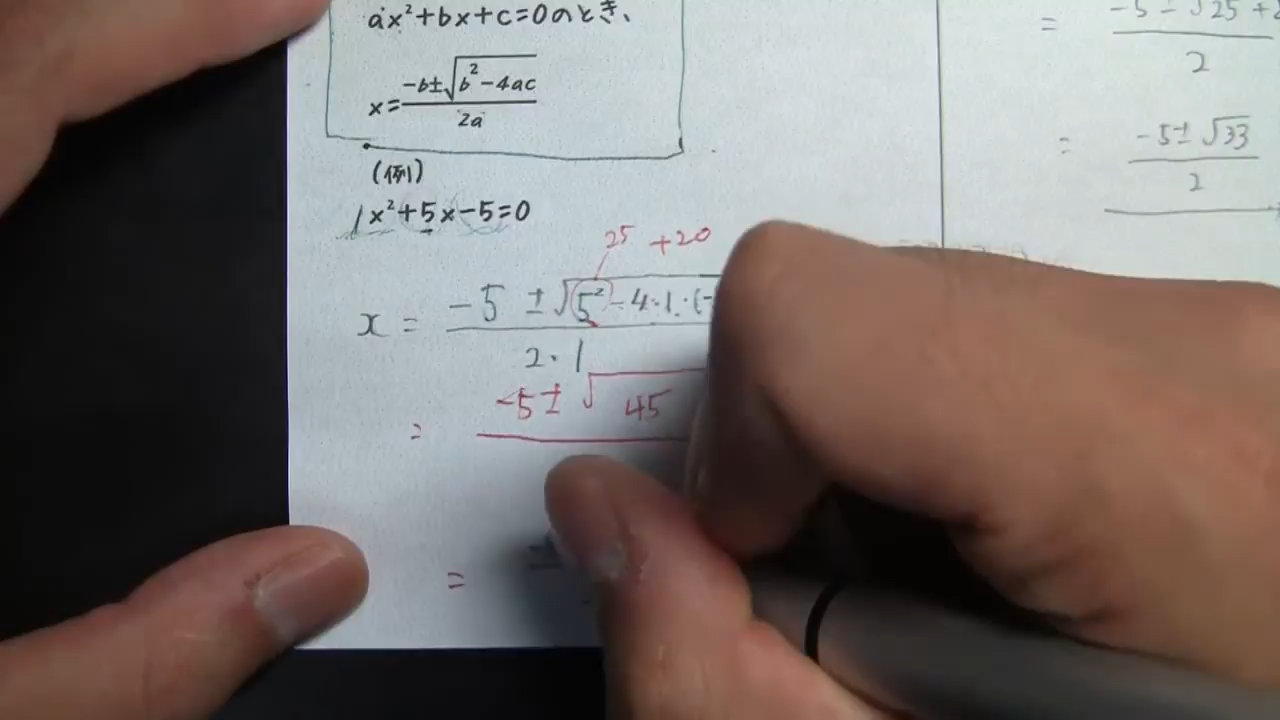 ax²+bx+c=0のとき、
x=(-b±√(b²-4ac))/2a
(例)
1x²+5x-5=0
25 +20
x = (-5 ±√(5²-4·1·(-
2·1
= -5±√45
=
= -5±√25+
2
= -5±√33
2